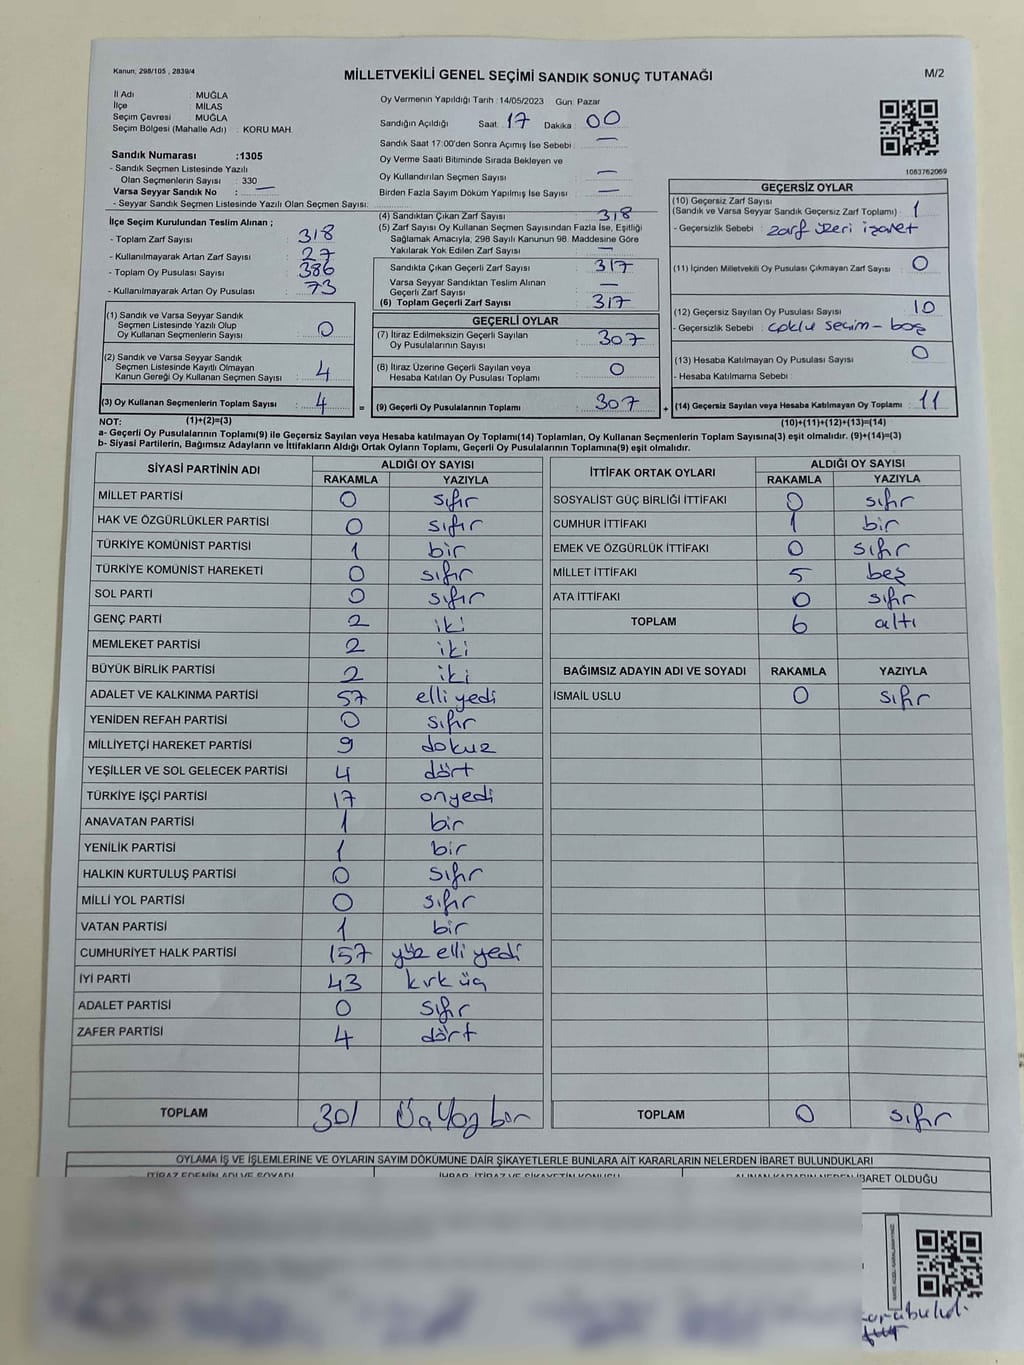 Kanun; 298/105 , 2839/4
MİLLETVEKİLİ GENEL SEÇİMİ SANDIK SONUÇ TUTANAĞI
M/2
İl Adı : MUĞLA
İlçe : MİLAS
Seçim Çevresi : MUĞLA
Seçim Bölgesi (Mahalle Adı) : KORU MAH.
Sandık Numarası :1305
- Sandık Seçmen Listesinde Yazılı
Olan Seçmenlerin Sayısı : 330
Varsa Seyyar Sandık No : —
- Seyyar Sandık Seçmen Listesinde Yazılı Olan Seçmen Sayısı:
Oy Vermenin Yapıldığı Tarih :14/05/2023 Gün: Pazar
Sandığın Açıldığı Saat: 17 Dakika : 00
Sandık Saat 17:00'den Sonra Açımış İse Sebebi : —
Oy Verme Saati Bitiminde Sırada Bekleyen ve
Oy Kullandırılan Seçmen Sayısı : —
Birden Fazla Sayım Döküm Yapılmış İse Sayısı : —
1083762069
İlçe Seçim Kurulundan Teslim Alınan ;
- Toplam Zarf Sayısı : 318
- Kullanılmayarak Artan Zarf Sayısı : 27
- Toplam Oy Pusulası Sayısı : 386
- Kullanılmayarak Artan Oy Pusulası : 73
(4) Sandıktan Çıkan Zarf Sayısı : 318
(5) Zarf Sayısı Oy Kullanan Seçmen Sayısından Fazla İse, Eşitliği
Sağlamak Amacıyla, 298 Sayılı Kanunun 98. Maddesine Göre
Yakılarak Yok Edilen Zarf Sayısı : —
Sandıkta Çıkan Geçerli Zarf Sayısı : 317
Varsa Seyyar Sandıktan Teslim Alınan
Geçerli Zarf Sayısı : —
(6) Toplam Geçerli Zarf Sayısı : 317
GEÇERSİZ OYLAR
(10) Geçersiz Zarf Sayısı
(Sandık ve Varsa Seyyar Sandık Geçersiz Zarf Toplamı) : 1
- Geçersizlik Sebebi : zarf üzeri işaret
(11) İçinden Milletvekili Oy Pusulası Çıkmayan Zarf Sayısı : 0
(12) Geçersiz Sayılan Oy Pusulası Sayısı : 10
- Geçersizlik Sebebi : çoklu seçim - boş
(13) Hesaba Katılmayan Oy Pusulası Sayısı : 0
- Hesaba Katılmama Sebebi :
(1) Sandık ve Varsa Seyyar Sandık
Seçmen Listesinde Yazılı Olup
Oy Kullanan Seçmenlerin Sayısı : 0
(2) Sandık ve Varsa Seyyar Sandık
Seçmen Listesinde Kayıtlı Olmayan
Kanun Gereği Oy Kullanan Seçmen Sayısı : 4
(3) Oy Kullanan Seçmenlerin Toplam Sayısı : 4 =
GEÇERLİ OYLAR
(7) İtiraz Edilmeksizin Geçerli Sayılan
Oy Pusulalarının Sayısı : 307
(8) İtiraz Üzerine Geçerli Sayılan veya
Hesaba Katılan Oy Pusulası Toplamı : 0
(9) Geçerli Oy Pusulalarının Toplamı : 307 +
(14) Geçersiz Sayılan veya Hesaba Katılmayan Oy Toplamı : 11
NOT: (1)+(2)=(3)
(10)+(11)+(12)+(13)=(14)
a- Geçerli Oy Pusulalarının Toplamı(9) ile Geçersiz Sayılan veya Hesaba katılmayan Oy Toplamı(14) Toplamları, Oy Kullanan Seçmenlerin Toplam Sayısına(3) eşit olmalıdır. (9)+(14)=(3)
b- Siyasi Partilerin, Bağımsız Adayların ve İttifakların Aldığı Ortak Oyların Toplamı, Geçerli Oy Pusulalarının Toplamına(9) eşit olmalıdır.
SİYASİ PARTİNİN ADI ALDIĞI OY SAYISI
RAKAMLA YAZIYLA
MİLLET PARTİSİ 0 sıfır
HAK VE ÖZGÜRLÜKLER PARTİSİ 0 sıfır
TÜRKİYE KOMÜNİST PARTİSİ 1 bir
TÜRKİYE KOMÜNİST HAREKETİ 0 sıfır
SOL PARTİ 0 sıfır
GENÇ PARTİ 2 iki
MEMLEKET PARTİSİ 2 iki
BÜYÜK BİRLİK PARTİSİ 2 iki
ADALET VE KALKINMA PARTİSİ 57 elli yedi
YENİDEN REFAH PARTİSİ 0 sıfır
MİLLİYETÇİ HAREKET PARTİSİ 9 dokuz
YEŞİLLER VE SOL GELECEK PARTİSİ 4 dört
TÜRKİYE İŞÇİ PARTİSİ 17 onyedi
ANAVATAN PARTİSİ 1 bir
YENİLİK PARTİSİ 1 bir
HALKIN KURTULUŞ PARTİSİ 0 sıfır
MİLLİ YOL PARTİSİ 0 sıfır
VATAN PARTİSİ 1 bir
CUMHURİYET HALK PARTİSİ 157 yüz elli yedi
İYİ PARTİ 43 kırk üç
ADALET PARTİSİ 0 sıfır
ZAFER PARTİSİ 4 dört
TOPLAM 301 üçyüz bir
İTTİFAK ORTAK OYLARI ALDIĞI OY SAYISI
RAKAMLA YAZIYLA
SOSYALİST GÜÇ BİRLİĞİ İTTİFAKI 0 sıfır
CUMHUR İTTİFAKI 1 bir
EMEK VE ÖZGÜRLÜK İTTİFAKI 0 sıfır
MİLLET İTTİFAKI 5 beş
ATA İTTİFAKI 0 sıfır
TOPLAM 6 altı
BAĞIMSIZ ADAYIN ADI VE SOYADI RAKAMLA YAZIYLA
İSMAİL USLU 0 sıfır
TOPLAM 0 sıfır
OYLAMA İŞ VE İŞLEMLERİNE VE OYLARIN SAYIM DÖKÜMÜNE DAİR ŞİKAYETLERLE BUNLARA AİT KARARLARIN NELERDEN İBARET BULUNDUKLARI
İTİRAZ EDENİN ADI VE SOYADI İHBAR, İTİRAZ VE ŞİKAYETİN KONUSU ALINAN KARARIN NEDEN İBARET OLDUĞU